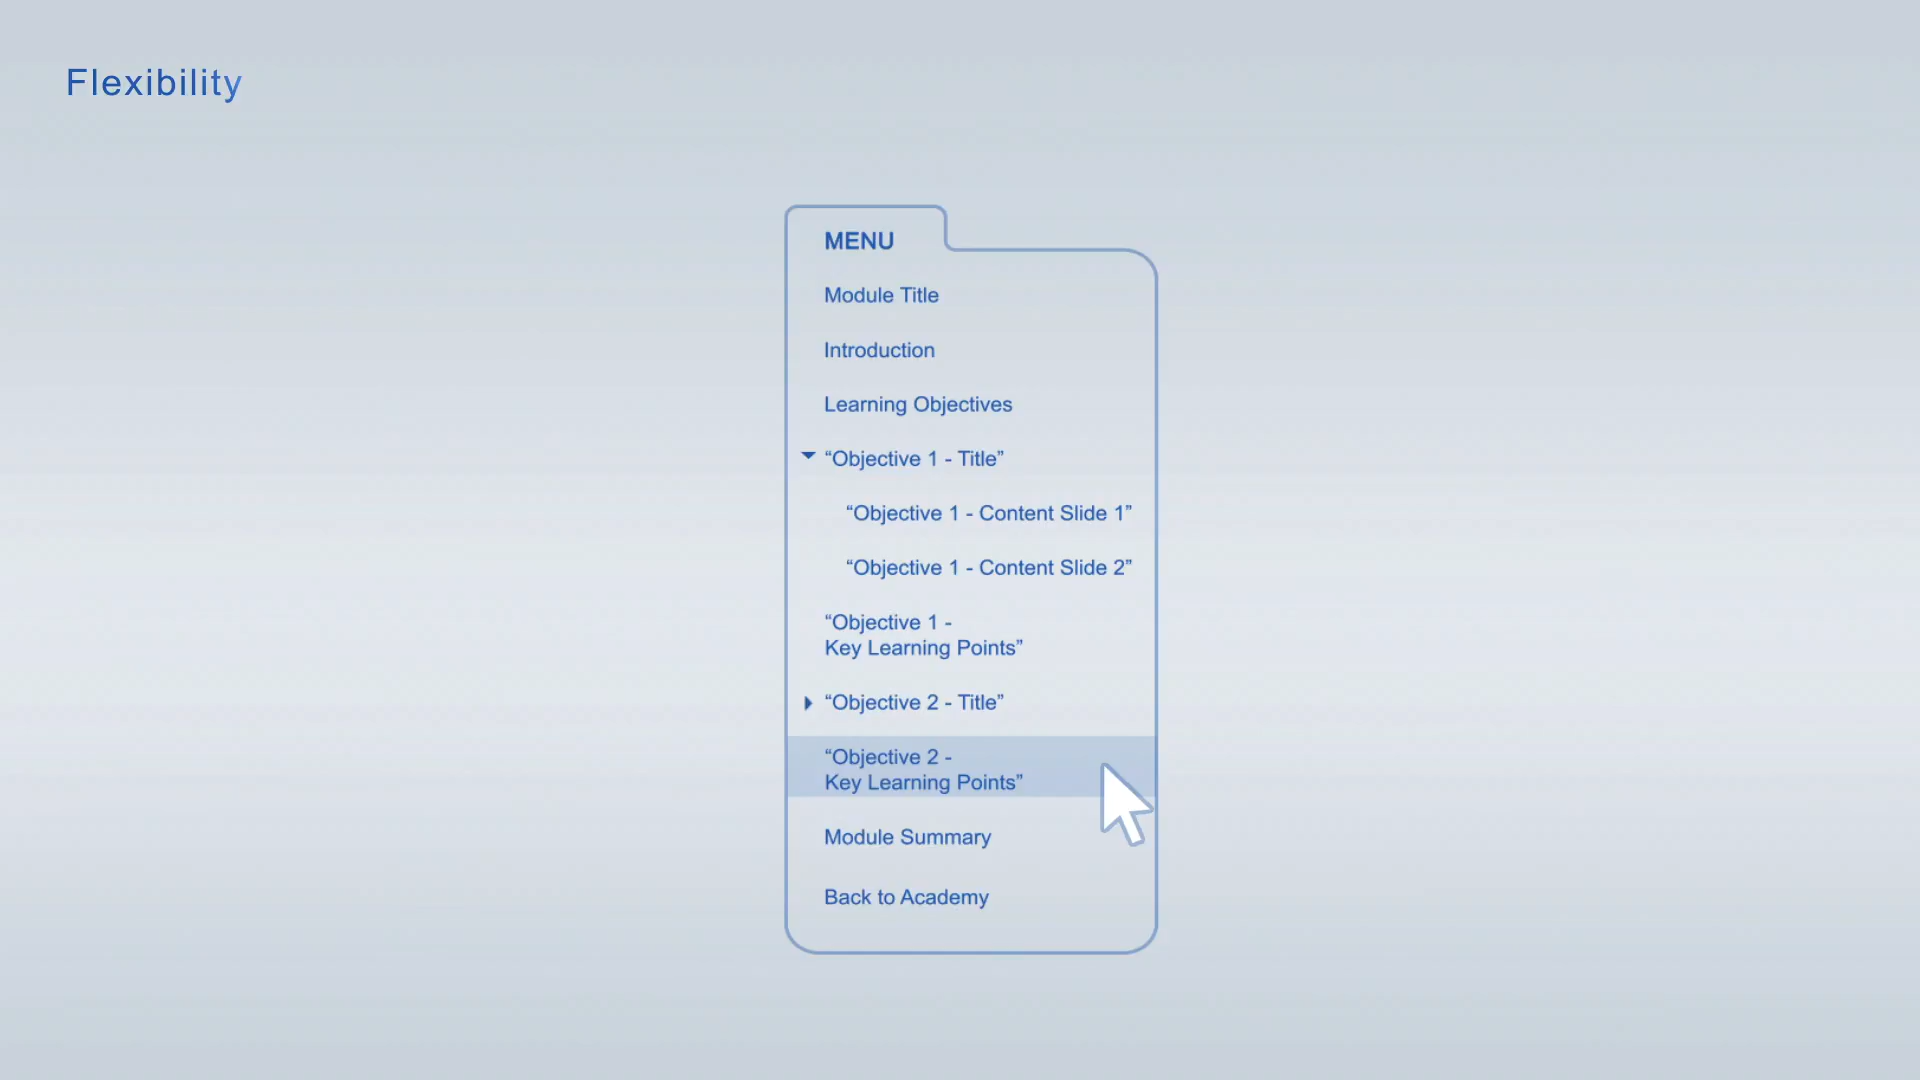 Flexibility
MENU
Module Title
Introduction
Learning Objectives
“Objective 1 - Title”
“Objective 1 - Content Slide 1”
“Objective 1 - Content Slide 2”
“Objective 1 -
Key Learning Points”
“Objective 2 - Title”
“Objective 2 -
Key Learning Points”
Module Summary
Back to Academy